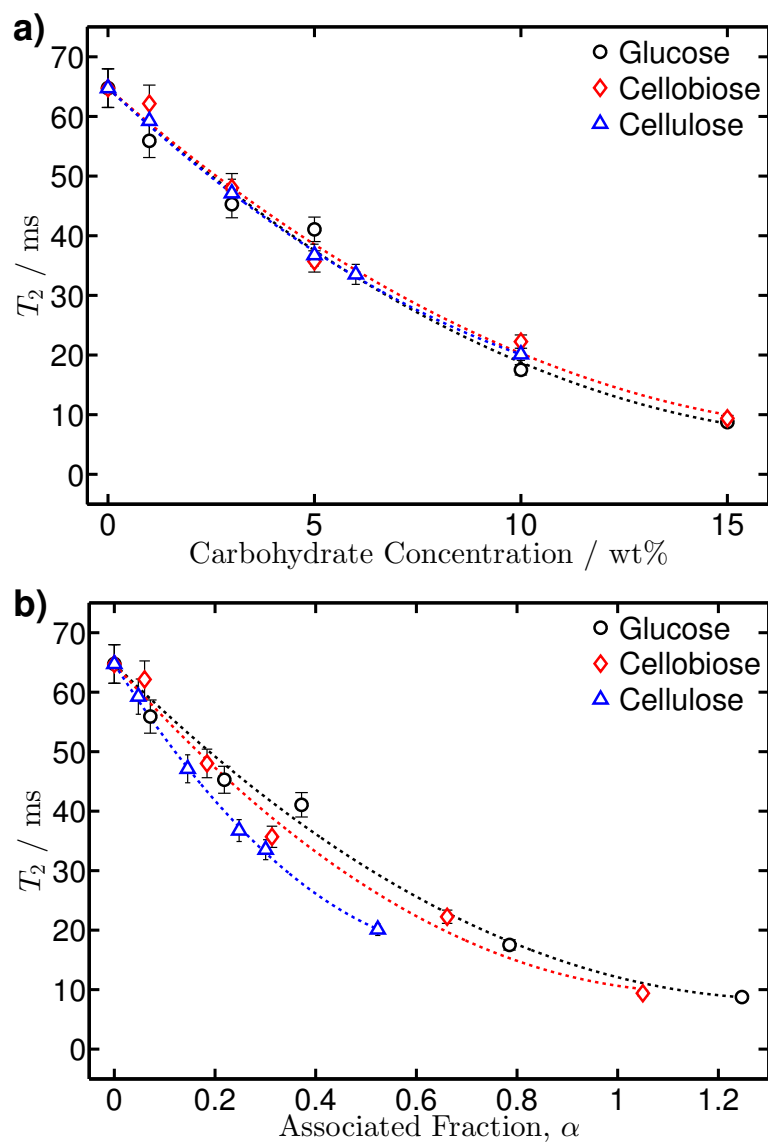 a)
70
60
50
40
30
20
10
0
T2 / ms
Glucose
Cellobiose
Cellulose
0 5 10 15
Carbohydrate Concentration / wt%
b)
70
60
50
40
30
20
10
0
T2 / ms
Glucose
Cellobiose
Cellulose
0 0.2 0.4 0.6 0.8 1 1.2
Associated Fraction, α